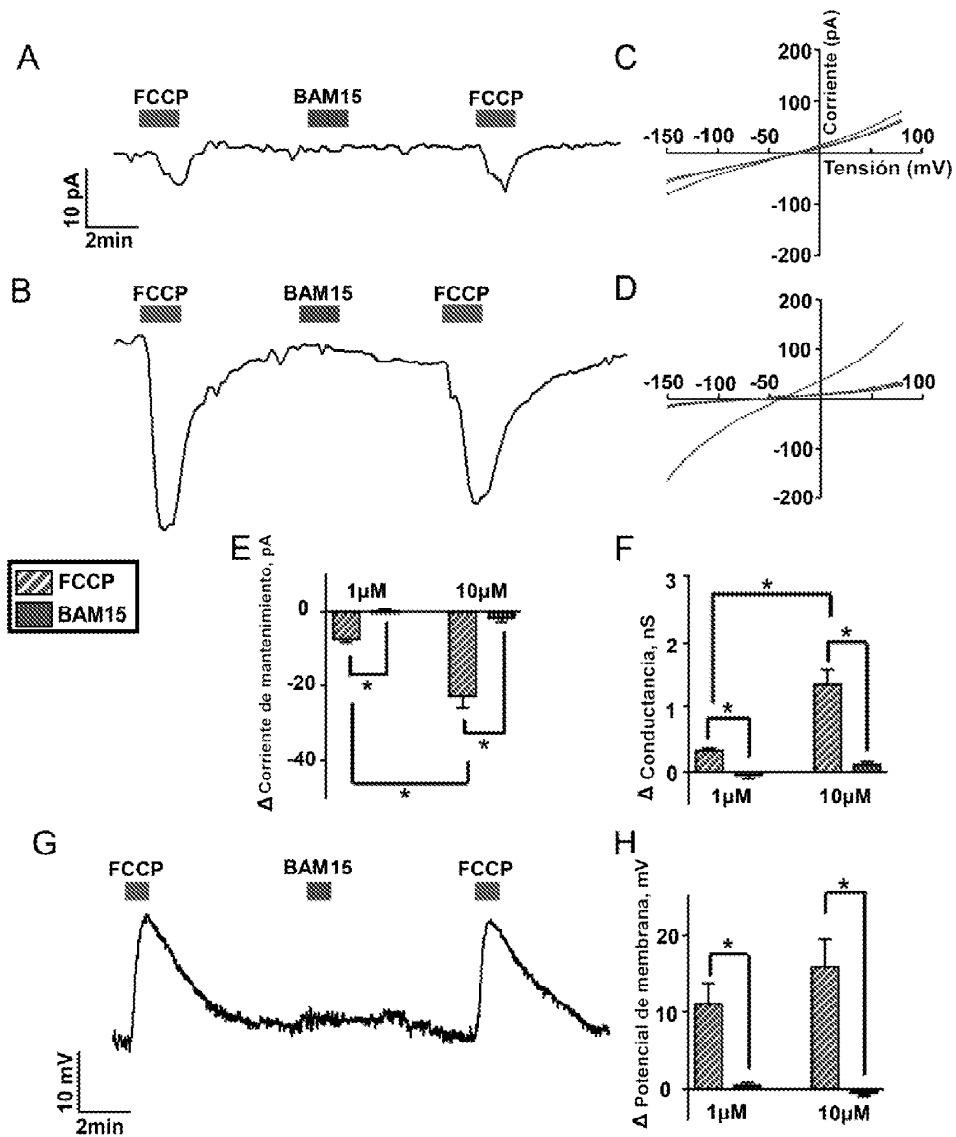 A
FCCP
BAM15
FCCP
10 pA
2min
C
Corriente (pA)
200
100
-150
-100
-50
100
Tensión (mV)
-100
-200
B
FCCP
BAM15
FCCP
D
200
100
-150
-100
-50
100
-100
-200
FCCP
BAM15
E
Δ Corriente de mantenimiento, pA
1µM
10µM
0
-20
-40
*
*
*
F
Δ Conductancia, nS
3
2
1
0
*
*
*
1µM
10µM
G
FCCP
BAM15
FCCP
10 mV
2min
H
Δ Potencial de membrana, mV
20
10
0
*
*
1µM
10µM